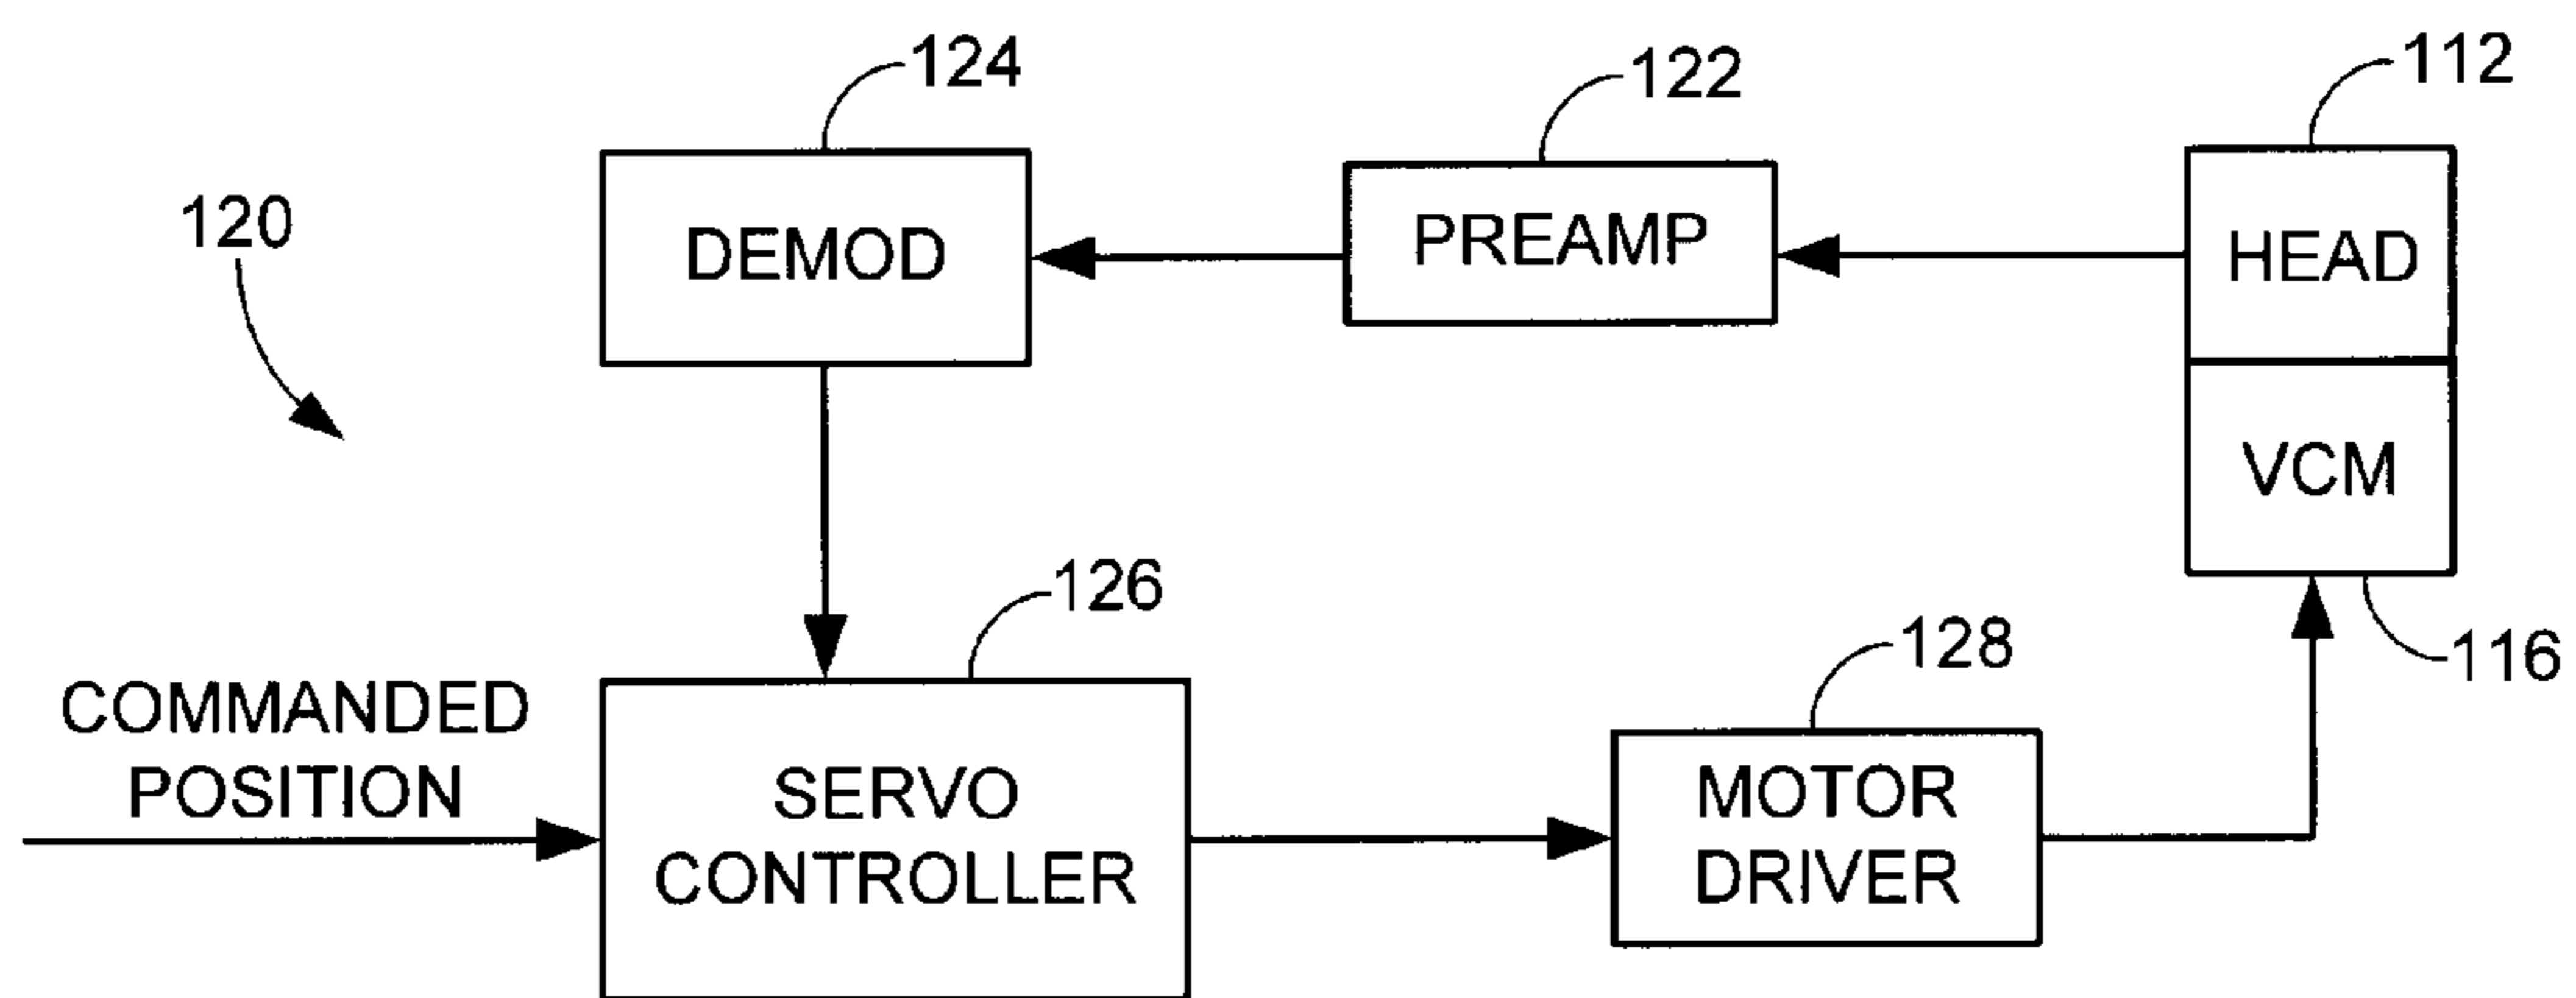 124
122
112
120
DEMOD
PREAMP
HEAD
VCM
126
128
116
COMMANDED
POSITION
SERVO
CONTROLLER
MOTOR
DRIVER